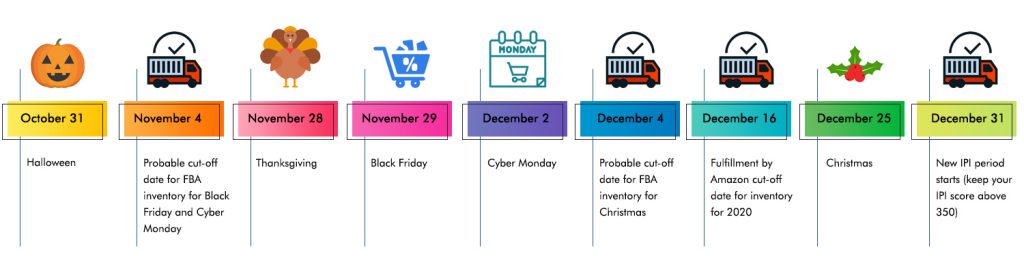 MONDAY
%
October 31
November 4
November 28
November 29
December 2
December 4
December 16
December 25
December 31
Halloween
Probable cut-off
date for FBA
inventory for Black
Friday and Cyber
Monday
Thanksgiving
Black Friday
Cyber Monday
Probable cut-off
date for FBA
inventory for
Christmas
Fulfillment by
Amazon cut-off
date for inventory
for 2020
Christmas
New IPI period
starts (keep your
IPI score above
350)